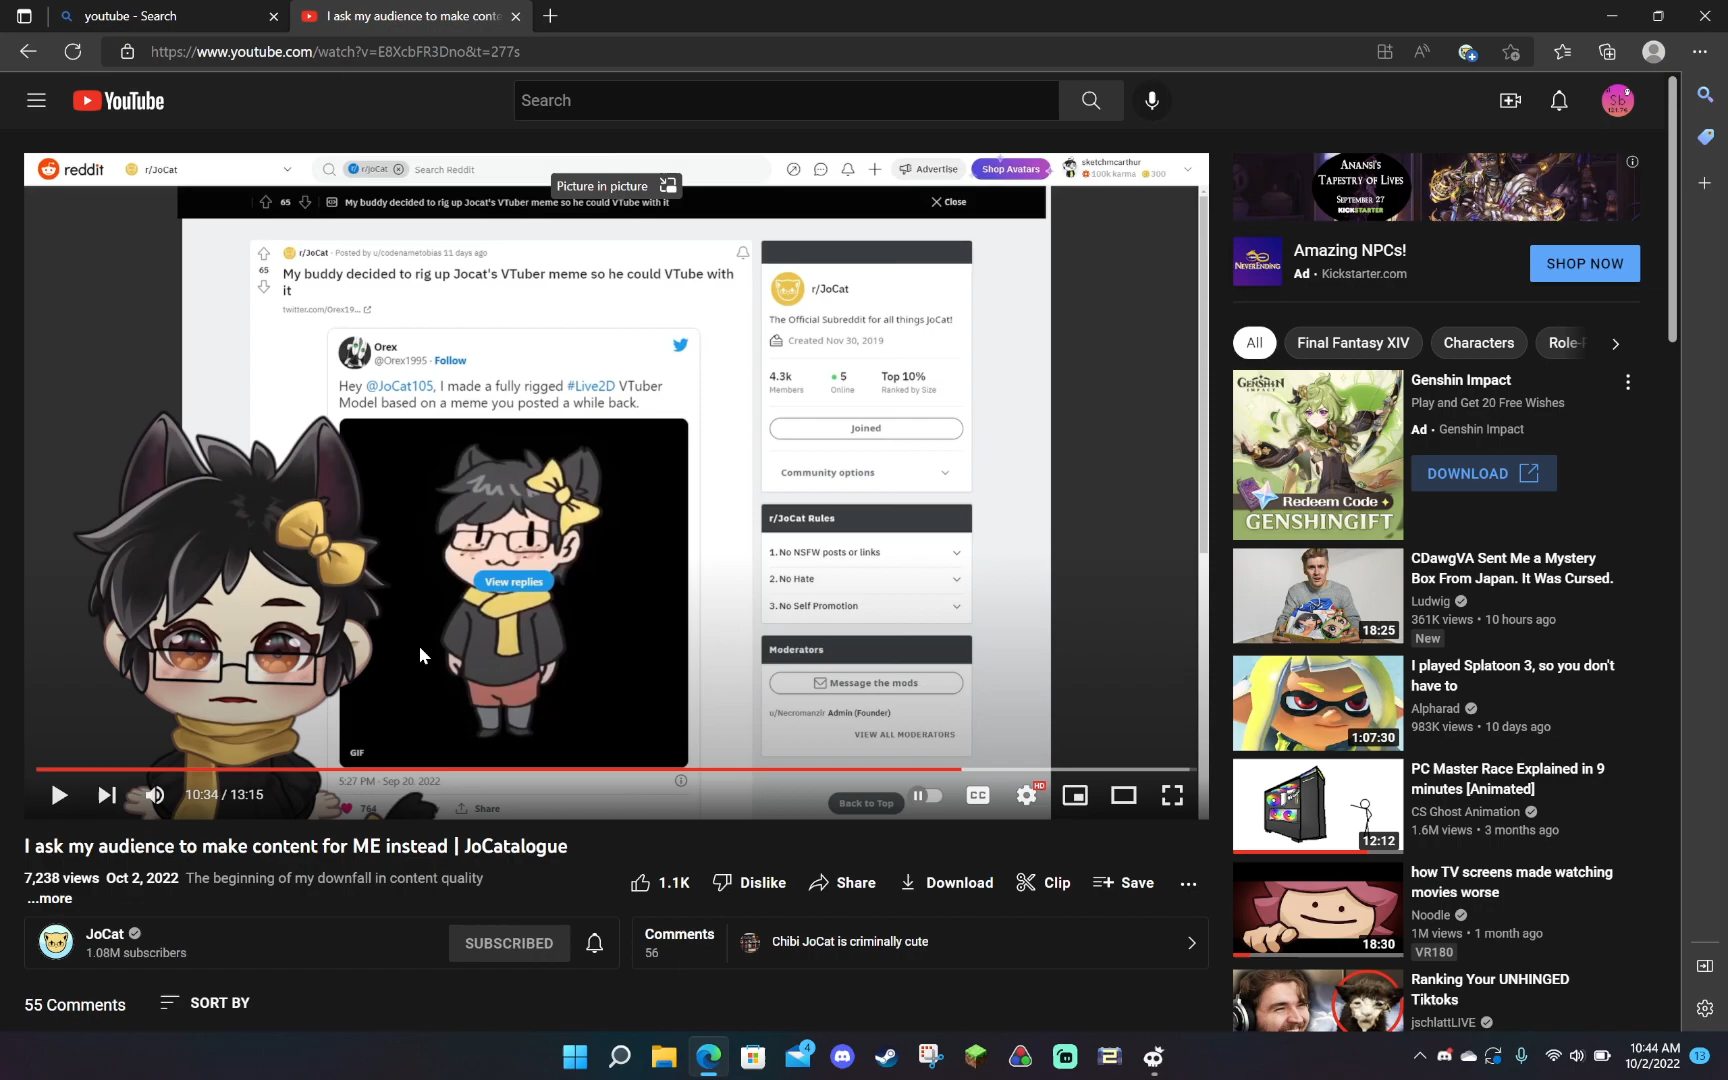 youtube - Search
I ask my audience to make conte
https://www.youtube.com/watch?v=E8XcbFR3Dno&t=277s
YouTube
Search
Sb
reddit
r/JoCat
r/JoCat
Search Reddit
Advertise
Shop Avatars
sketchmcarthur
100k karma
300
Picture in picture
65
My buddy decided to rig up Jocat's VTuber meme so he could VTube with it
Close
r/JoCat · Posted by u/codenametobias 11 days ago
65
My buddy decided to rig up Jocat's VTuber meme so he could VTube with
it
twitter.com/Orex19...
Orex
@Orex1995 · Follow
Hey @JoCat105, I made a fully rigged #Live2D VTuber
Model based on a meme you posted a while back.
View replies
GIF
5:27 PM · Sep 20, 2022
764
Share
r/JoCat
The Official Subreddit for all things JoCat!
Created Nov 30, 2019
4.3k
5
Top 10%
Members
Online
Ranked by Size
Joined
Community options
r/JoCat Rules
1. No NSFW posts or links
2. No Hate
3. No Self Promotion
Moderators
Message the mods
u/Necromanzir Admin (Founder)
VIEW ALL MODERATORS
Back to Top
10:34 / 13:15
CC
HD
I ask my audience to make content for ME instead | JoCatalogue
7,238 views Oct 2, 2022 The beginning of my downfall in content quality
...more
1.1K
Dislike
Share
Download
Clip
Save
JoCat
1.08M subscribers
SUBSCRIBED
Comments
56
Chibi JoCat is criminally cute
55 Comments
SORT BY
ANANSI'S
TAPESTRY OF LIVES
SEPTEMBER 27
KICKSTARTER
NEVERENDING
Amazing NPCs!
Ad · Kickstarter.com
SHOP NOW
All
Final Fantasy XIV
Characters
Role-
GENSHIN
IMPACT
Redeem Code
GENSHINGIFT
Genshin Impact
Play and Get 20 Free Wishes
Ad · Genshin Impact
DOWNLOAD
18:25
CDawgVA Sent Me a Mystery
Box From Japan. It Was Cursed.
Ludwig
361K views · 10 hours ago
New
1:07:30
I played Splatoon 3, so you don't
have to
Alpharad
983K views · 10 days ago
12:12
PC Master Race Explained in 9
minutes [Animated]
CS Ghost Animation
1.6M views · 3 months ago
18:30
how TV screens made watching
movies worse
Noodle
1M views · 1 month ago
VR180
Ranking Your UNHINGED
Tiktoks
jschlattLIVE
4
10:44 AM
10/2/2022
13